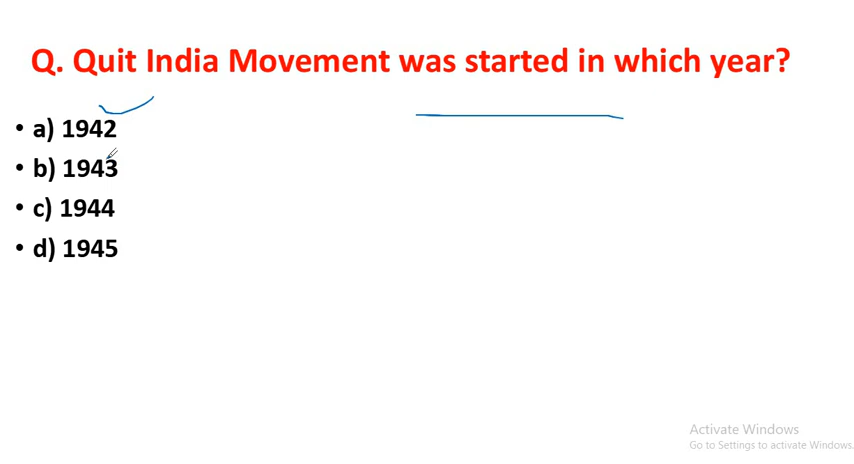 Q. Quit India Movement was started in which year?
• a) 1942
• b) 1943
• c) 1944
• d) 1945
Activate Windows
Go to Settings to activate Windows.